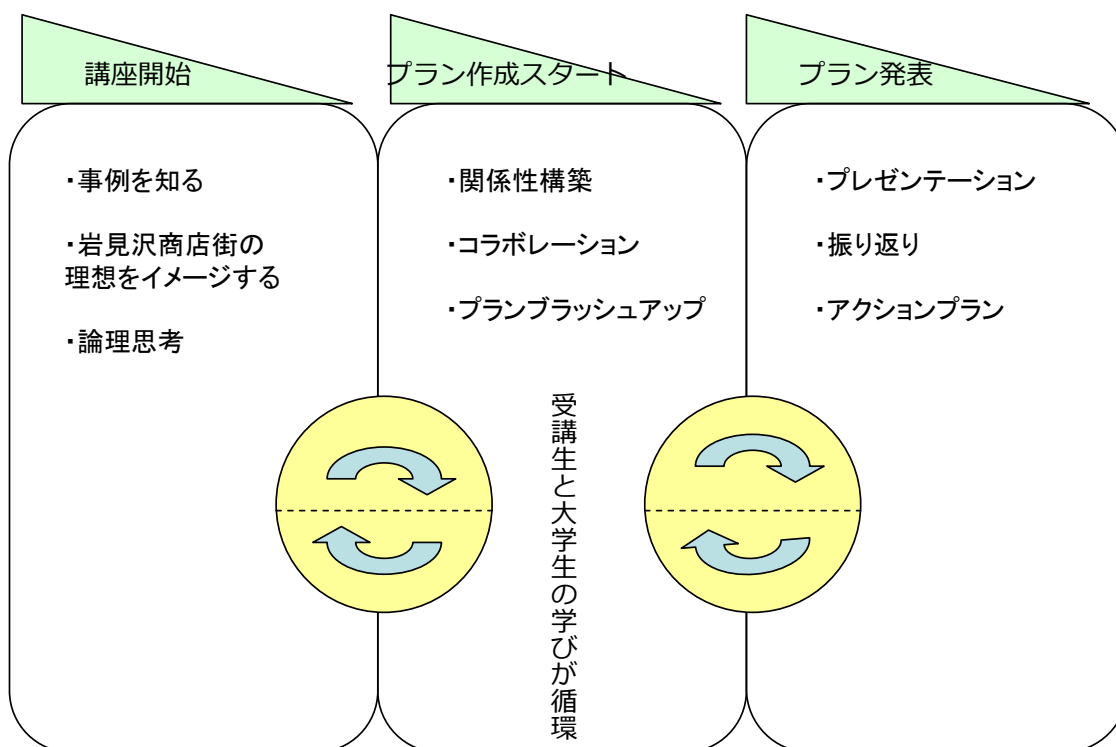 講座開始
・事例を知る
・岩見沢商店街の
理想をイメージする
・論理思考
プラン作成スタート
・関係性構築
・コラボレーション
・プランブラッシュアップ
受講生と大学生の学びが循環
プラン発表
・プレゼンテーション
・振り返り
・アクションプラン